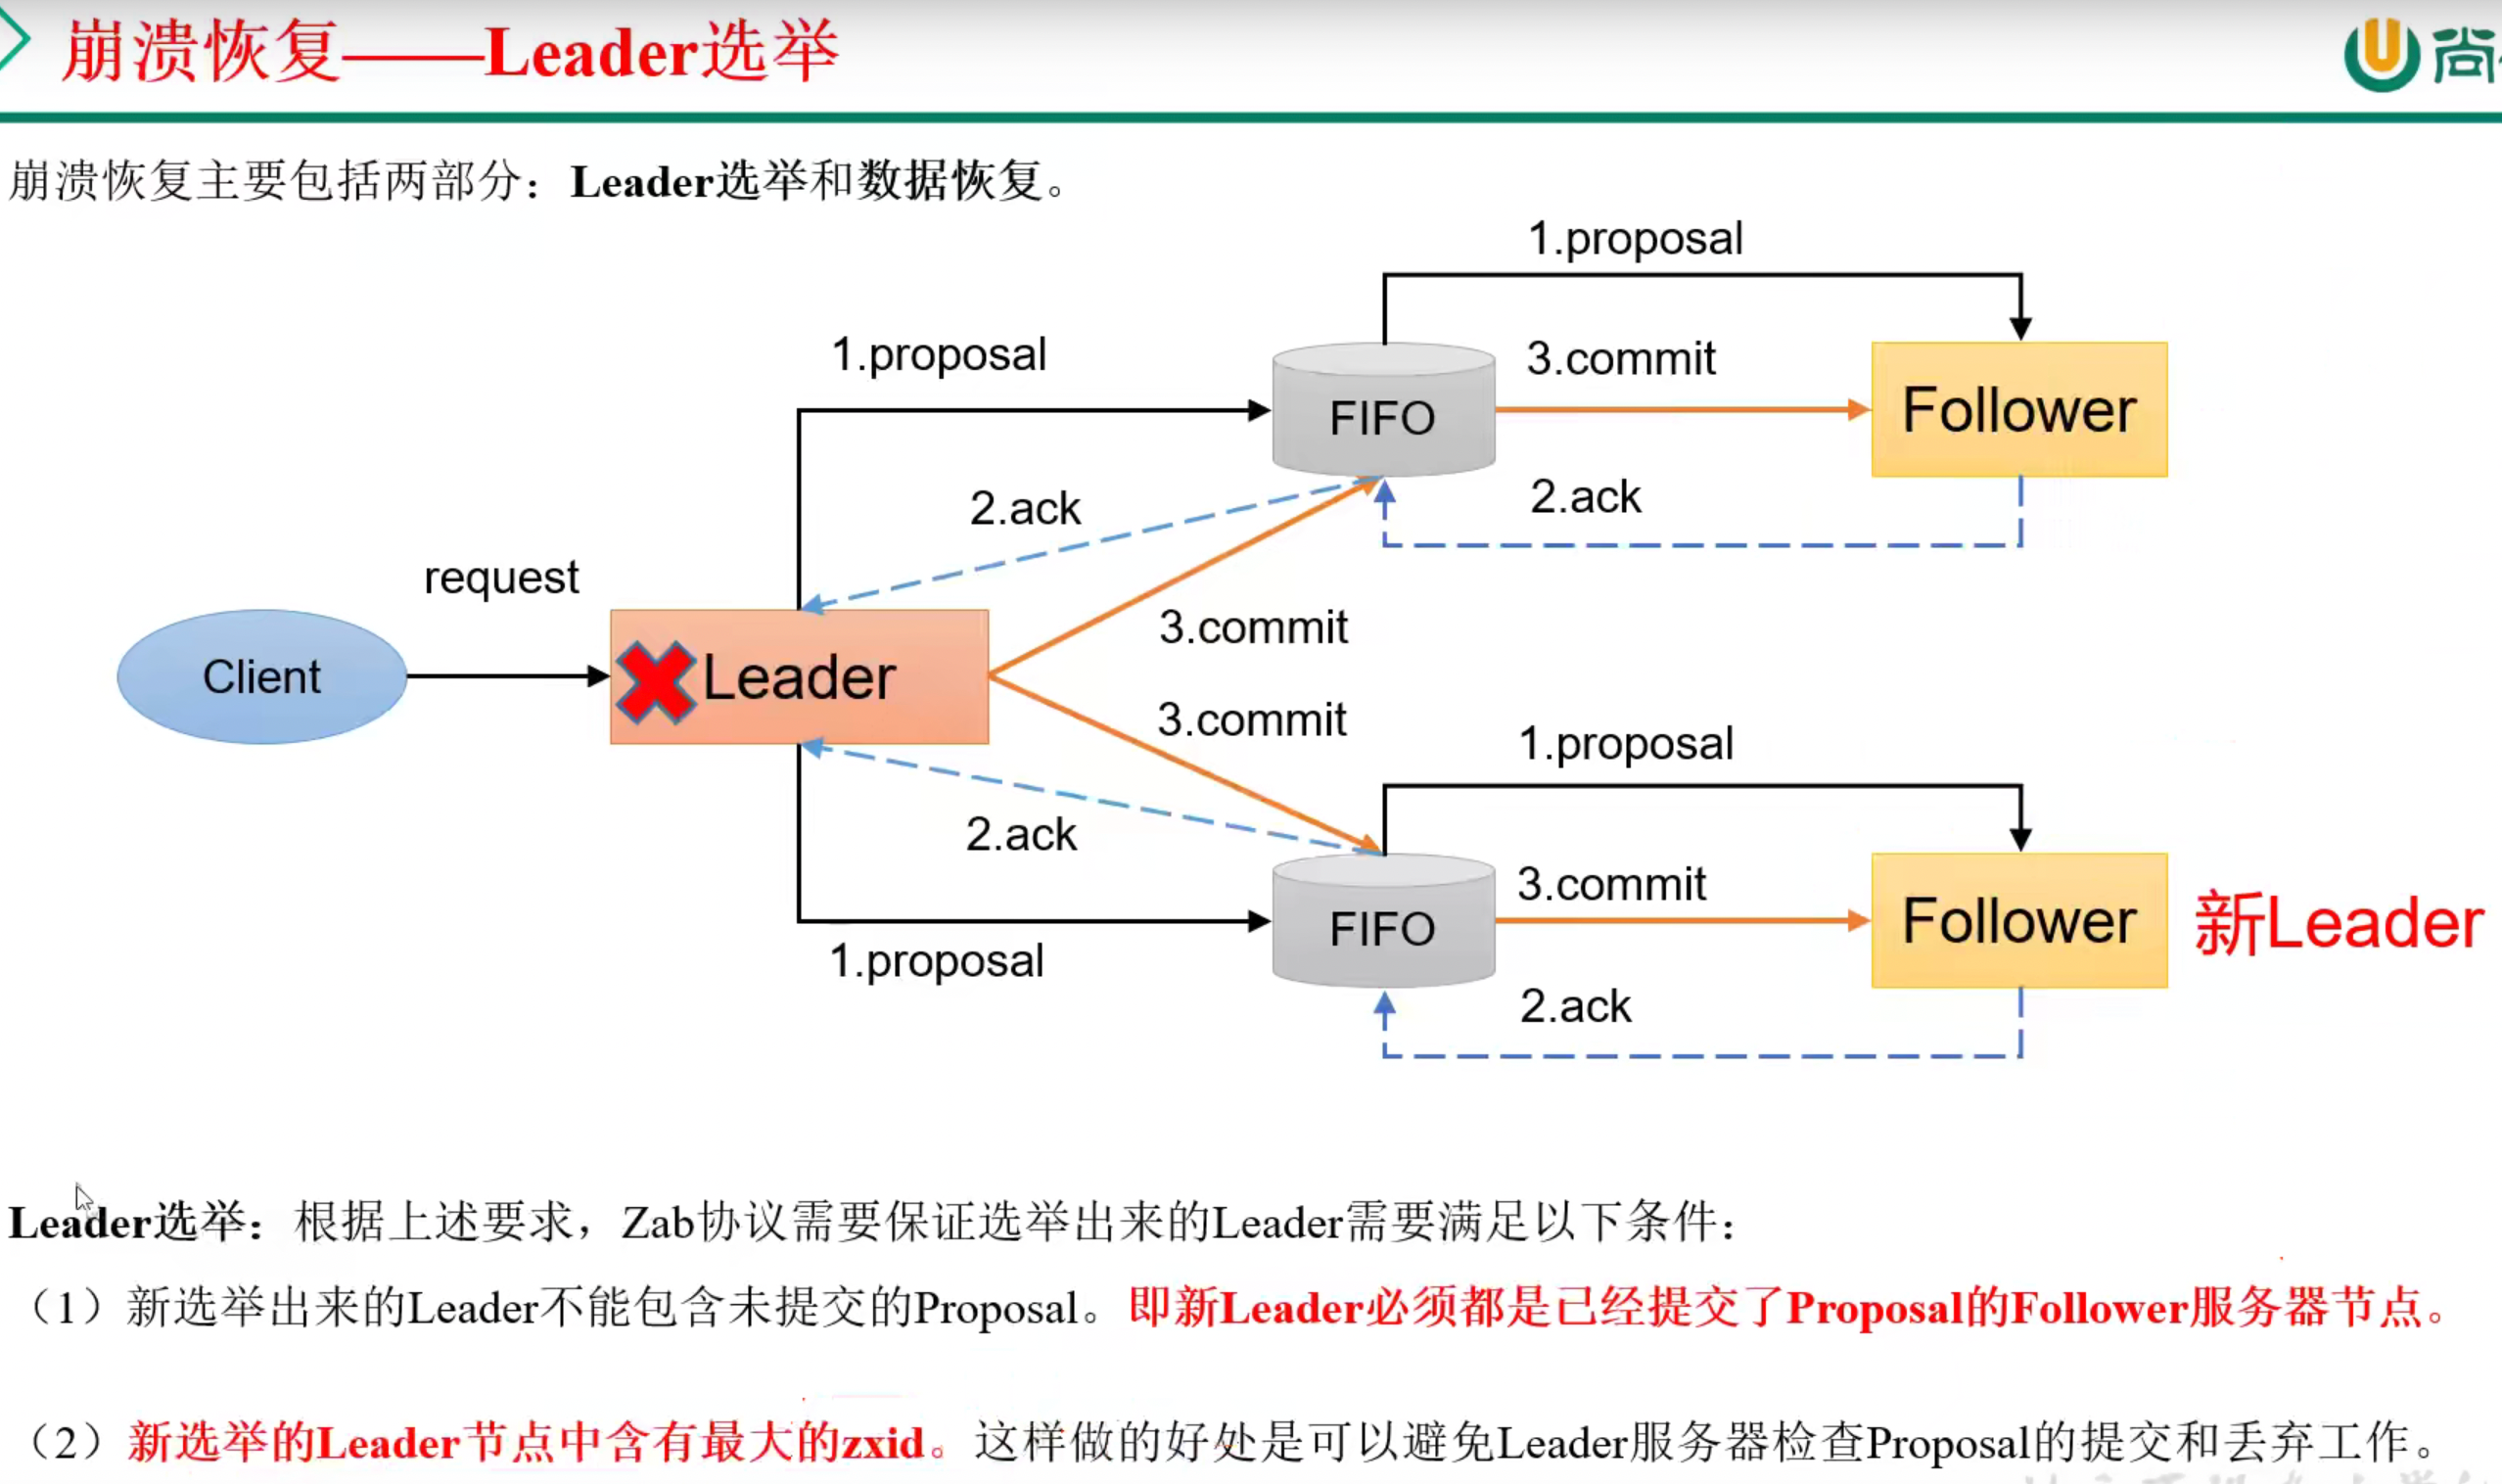 崩溃恢复——Leader选举
尚
崩溃恢复主要包括两部分：Leader选举和数据恢复。
1.proposal
1.proposal
3.commit
FIFO
Follower
2.ack
2.ack
request
3.commit
Client
Leader
3.commit
1.proposal
2.ack
3.commit
FIFO
Follower
新Leader
1.proposal
2.ack
Leader选举：根据上述要求，Zab协议需要保证选举出来的Leader需要满足以下条件：
（1）新选举出来的Leader不能包含未提交的Proposal。即新Leader必须都是已经提交了Proposal的Follower服务器节点。
（2）新选举的Leader节点中含有最大的zxid。这样做的好处是可以避免Leader服务器检查Proposal的提交和丢弃工作。